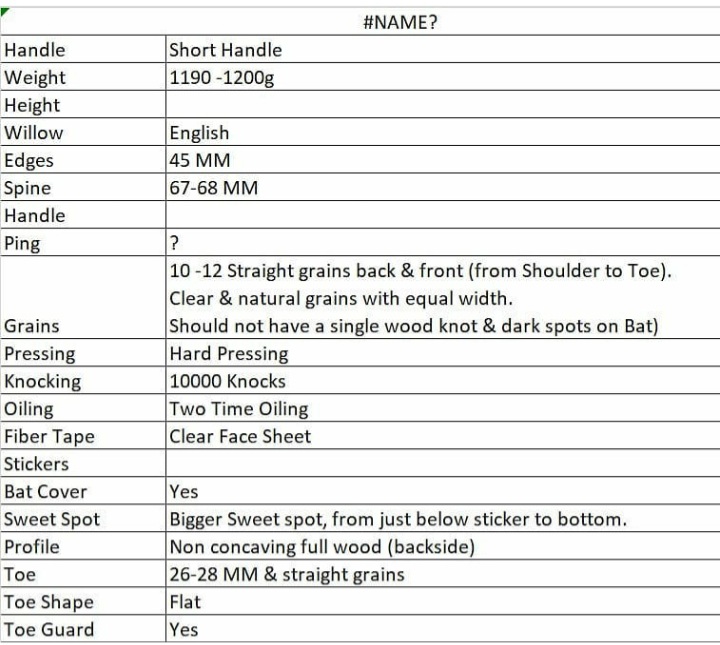 #NAME?
Handle Short Handle
Weight 1190 -1200g
Height
Willow English
Edges 45 MM
Spine 67-68 MM
Handle
Ping ?
10 -12 Straight grains back & front (from Shoulder to Toe).
Clear & natural grains with equal width.
Grains Should not have a single wood knot & dark spots on Bat)
Pressing Hard Pressing
Knocking 10000 Knocks
Oiling Two Time Oiling
Fiber Tape Clear Face Sheet
Stickers
Bat Cover Yes
Sweet Spot Bigger Sweet spot, from just below sticker to bottom.
Profile Non concaving full wood (backside)
Toe 26-28 MM & straight grains
Toe Shape Flat
Toe Guard Yes